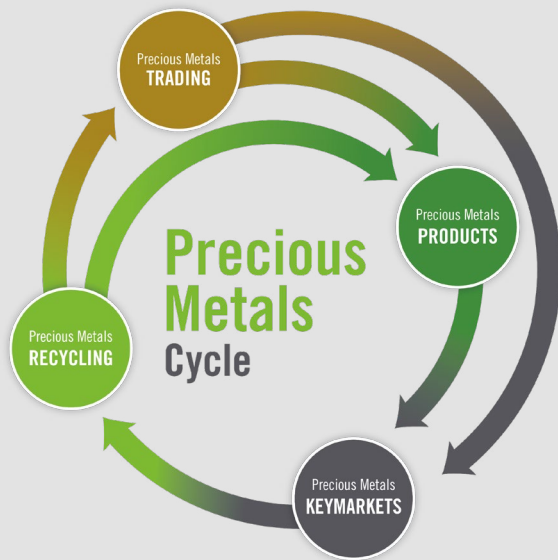 Precious Metals
TRADING
Precious Metals
PRODUCTS
Precious
Metals
Cycle
Precious Metals
RECYCLING
Precious Metals
KEYMARKETS